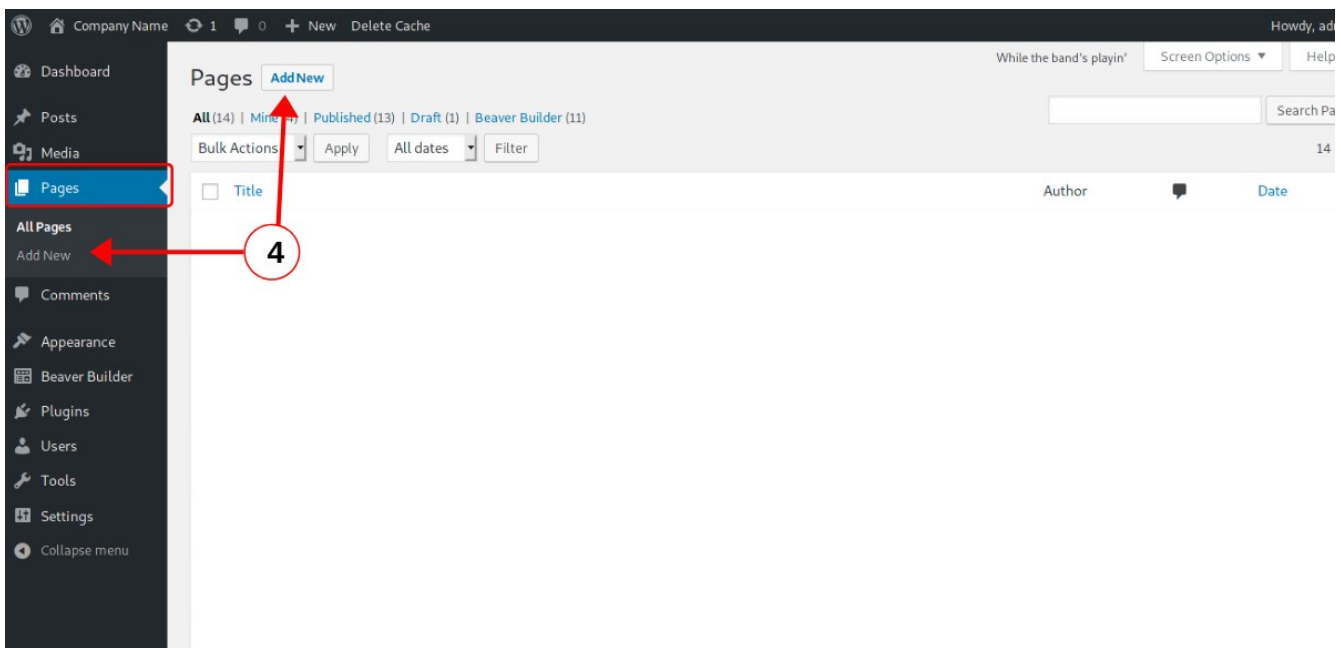 Company Name 1 0 + New Delete Cache Howdy,
Dashboard
Posts
Media
Pages
All Pages
Add New
Comments
Appearance
Beaver Builder
Plugins
Users
Tools
Settings
Collapse menu
While the band's playin' Screen Options ▼ Help
Pages Add New
All (14) | Mine | Published (13) | Draft (1) | Beaver Builder (11)
Search
Bulk Actions Apply All dates Filter 14
Title Author Date
4